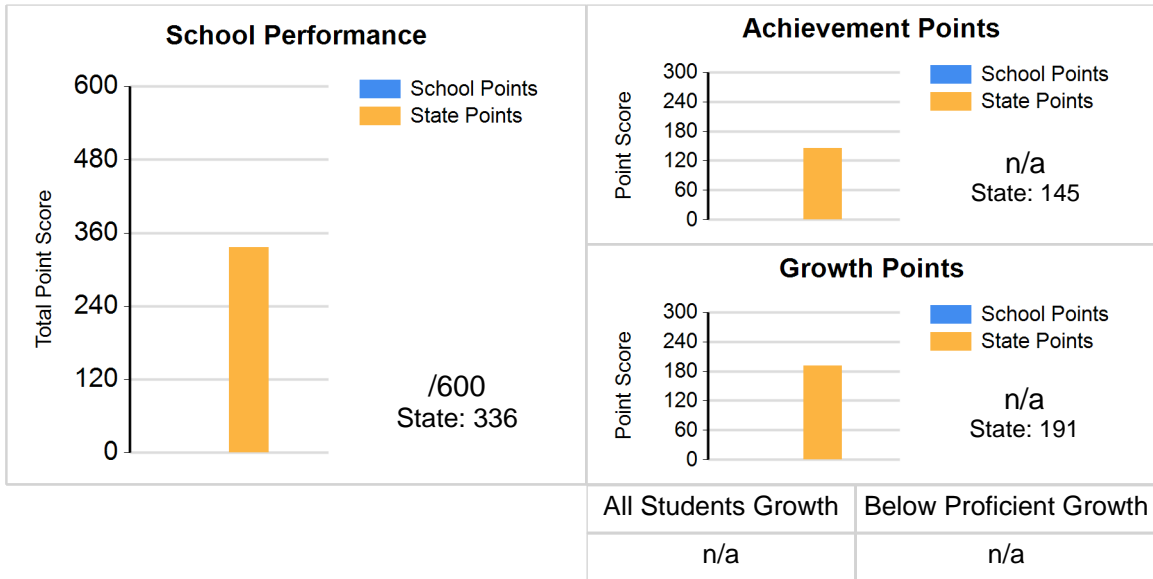 School Performance
600
480
360
240
120
0
Total Point Score
School Points
State Points
/600
State: 336
Achievement Points
300
240
180
120
60
0
Point Score
School Points
State Points
n/a
State: 145
Growth Points
300
240
180
120
60
0
Point Score
School Points
State Points
n/a
State: 191
All Students Growth
Below Proficient Growth
n/a
n/a